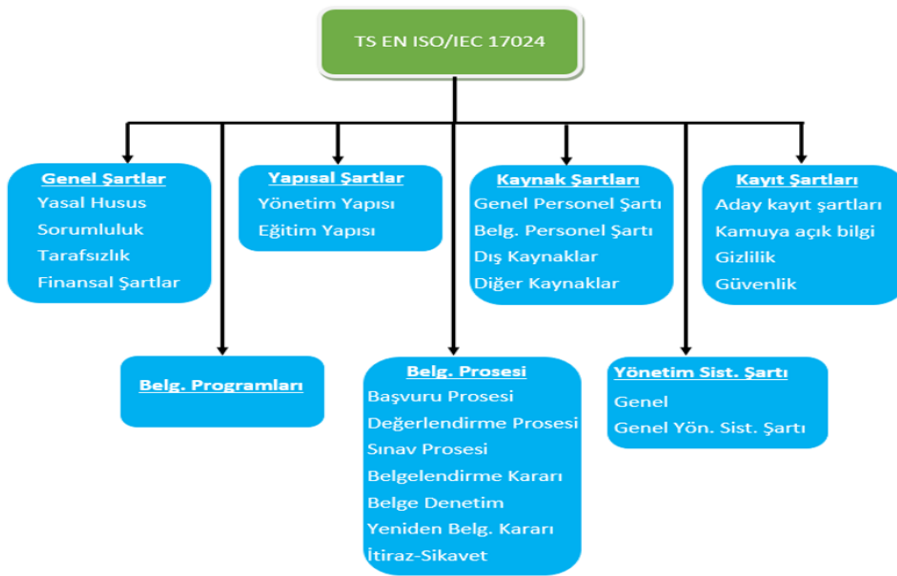 TS EN ISO/IEC 17024
Genel Şartlar
Yasal Husus
Sorumluluk
Tarafsızlık
Finansal Şartlar
Yapısal Şartlar
Yönetim Yapısı
Eğitim Yapısı
Kaynak Şartları
Genel Personel Şartı
Belg. Personel Şartı
Dış Kaynaklar
Diğer Kaynaklar
Kayıt Şartları
Aday kayıt şartları
Kamuya açık bilgi
Gizlilik
Güvenlik
Belg. Programları
Belg. Prosesi
Başvuru Prosesi
Değerlendirme Prosesi
Sınav Prosesi
Belgelendirme Kararı
Belge Denetim
Yeniden Belg. Kararı
İtiraz-Sikavet
Yönetim Sist. Şartı
Genel
Genel Yön. Sist. Şartı